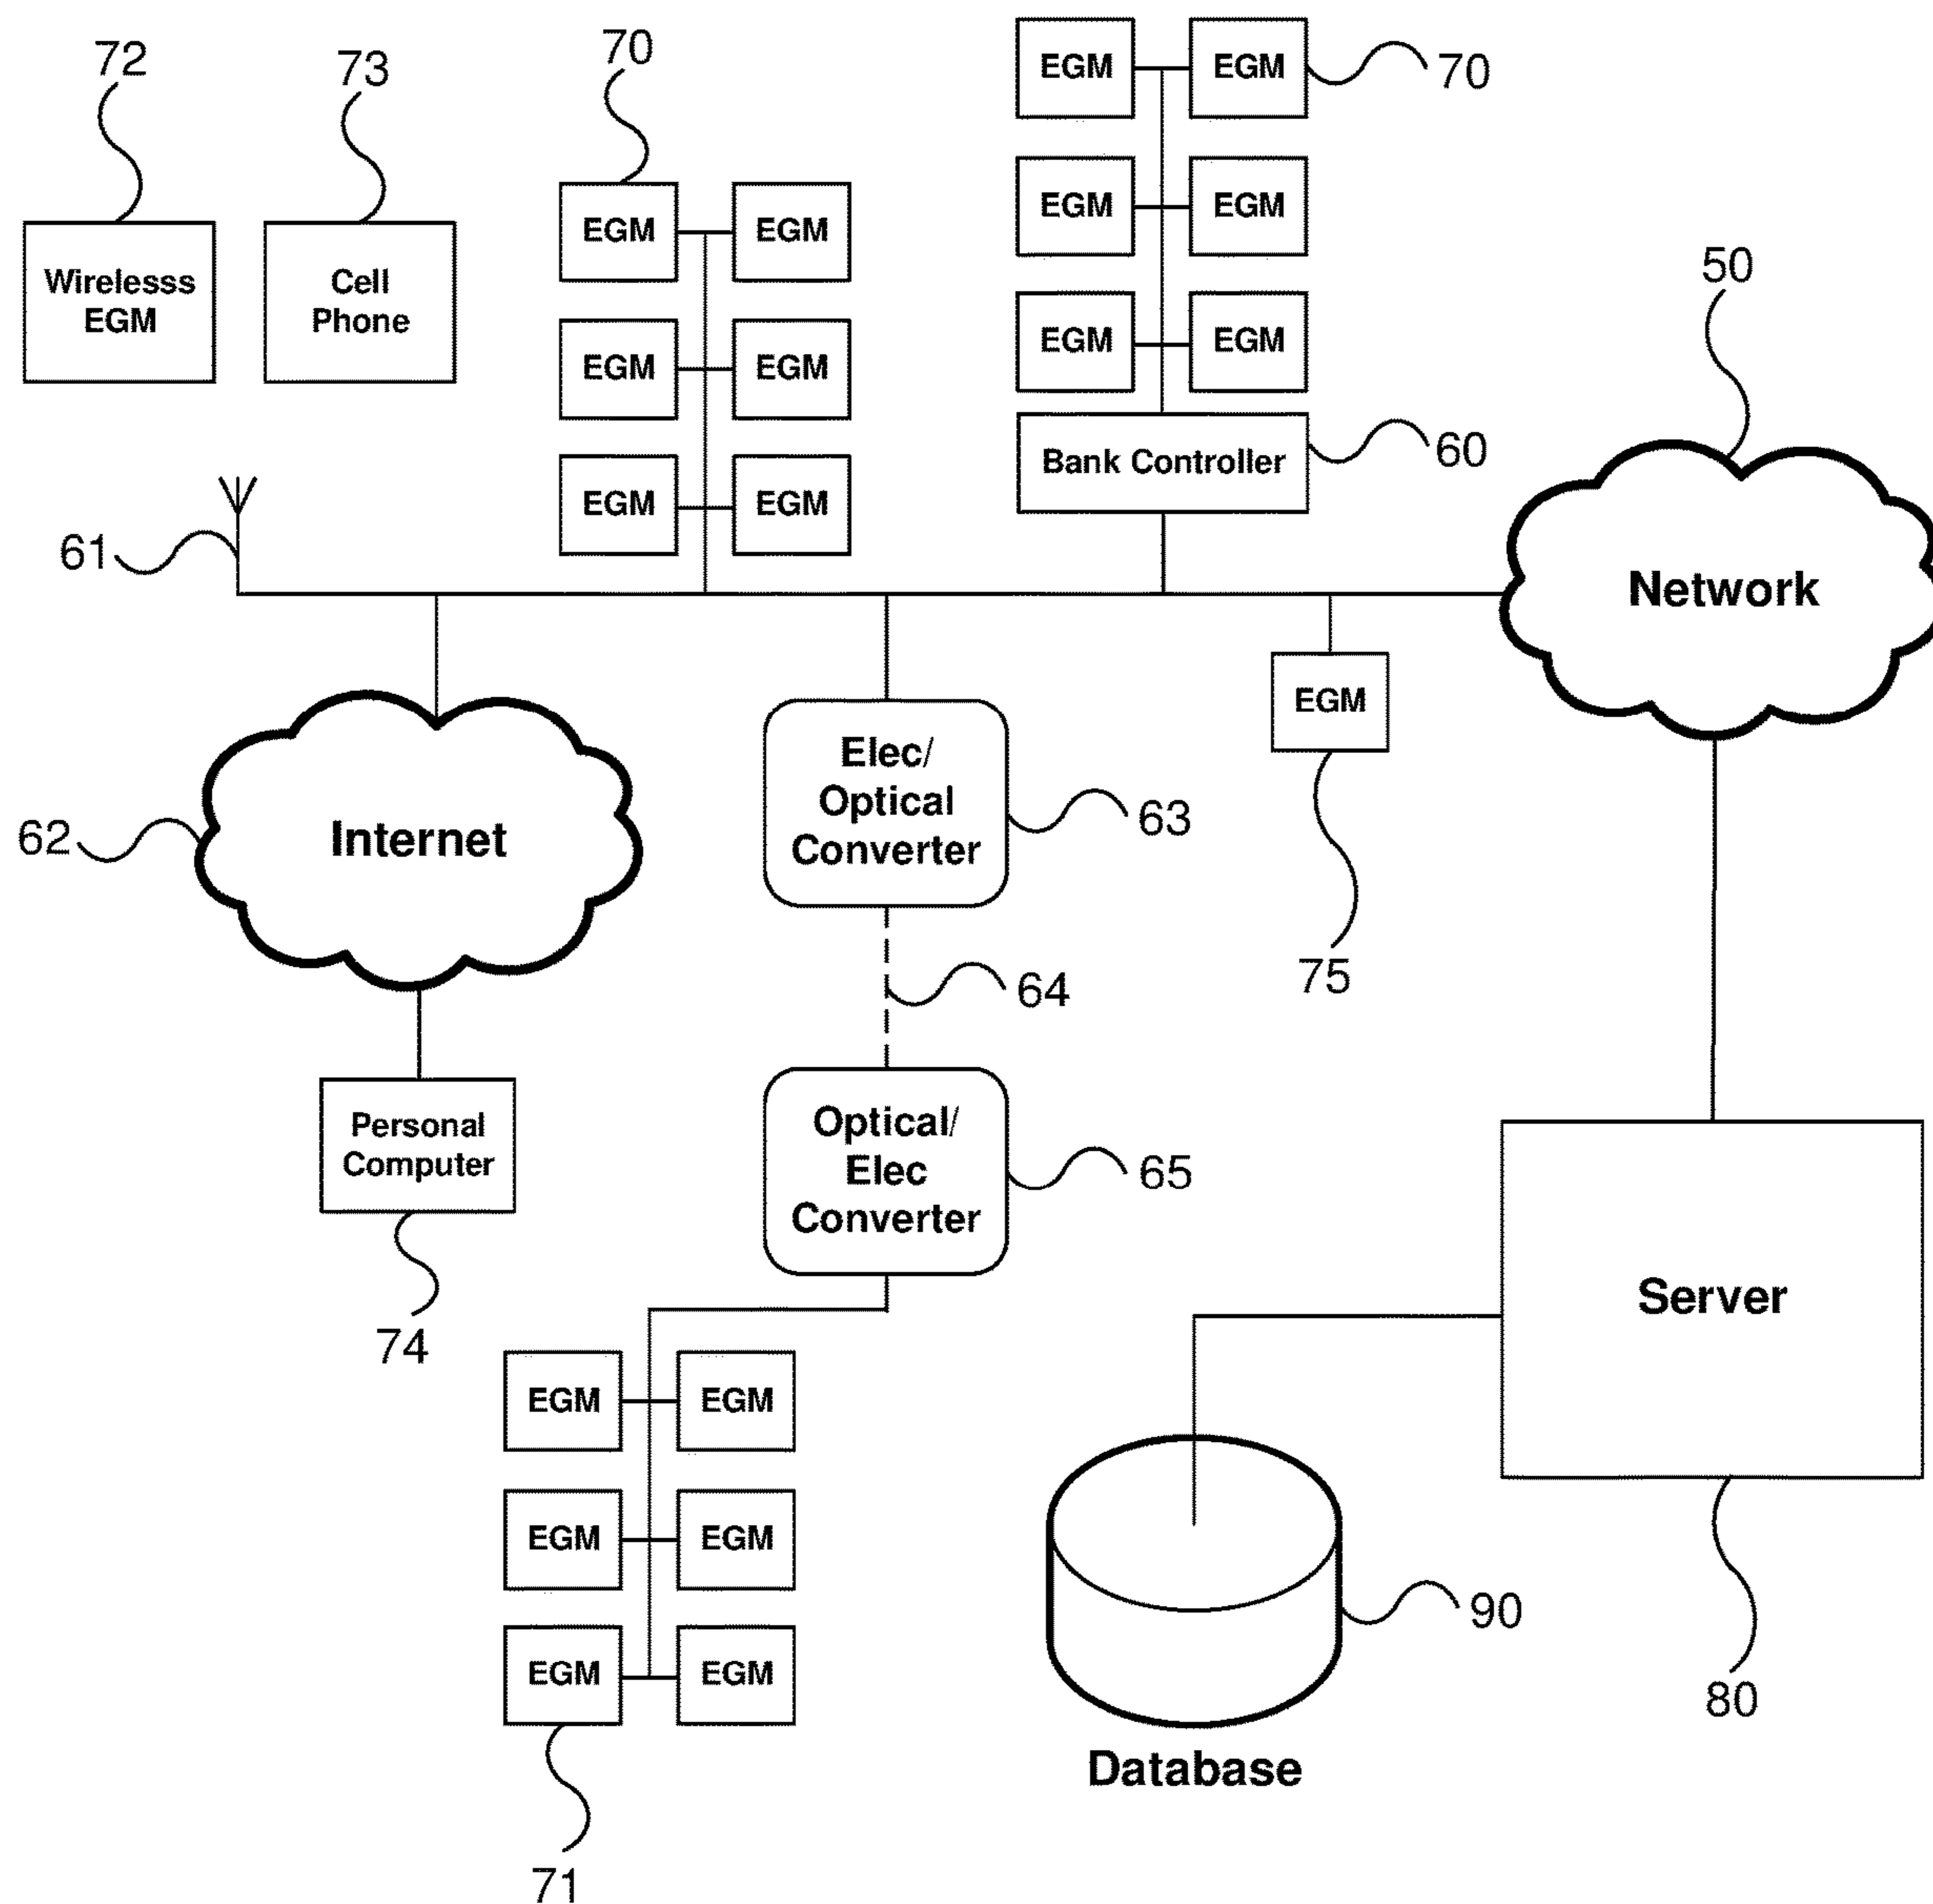 72
73
70
EGM EGM
70
Wirelesss
EGM
Cell
Phone
EGM EGM
EGM EGM
50
EGM EGM
EGM EGM
Bank Controller
60
EGM EGM
61
Network
EGM
62
Internet
Elec/
Optical
Converter
63
75
64
Personal
Computer
Optical/
Elec
Converter
65
74
Server
EGM EGM
EGM EGM
90
EGM EGM
80
Database
71